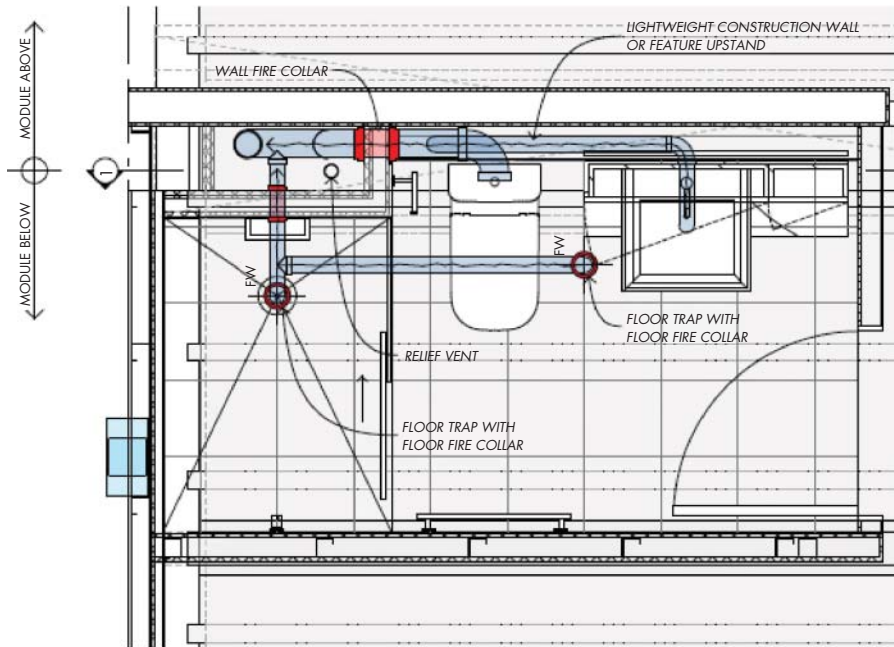 LIGHTWEIGHT CONSTRUCTION WALL
OR FEATURE UPSTAND
WALL FIRE COLLAR
MODULE ABOVE
1
MODULE BELOW
FW
FW
FLOOR TRAP WITH
FLOOR FIRE COLLAR
RELIEF VENT
FLOOR TRAP WITH
FLOOR FIRE COLLAR